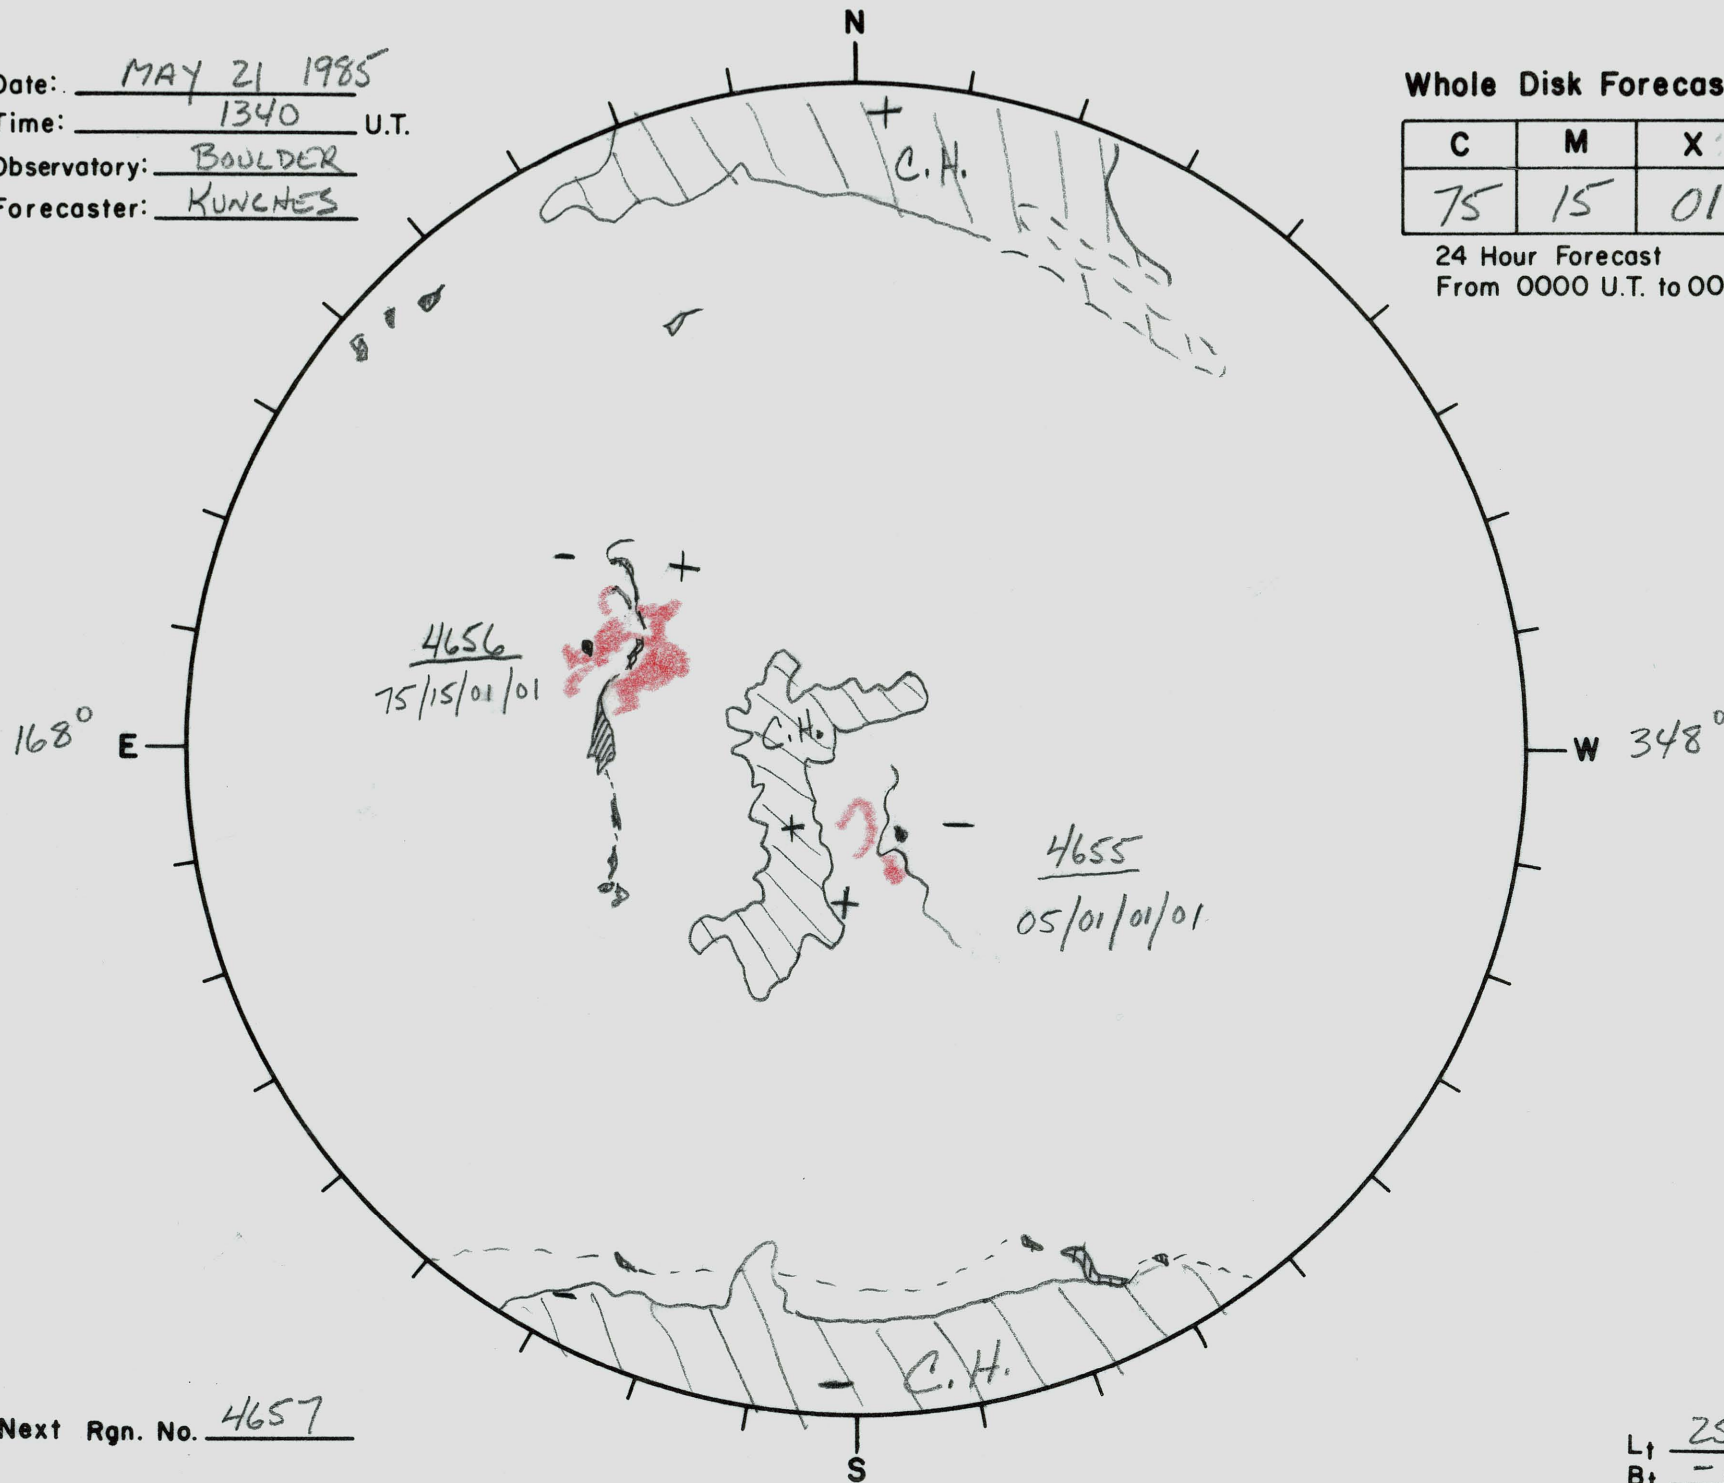 N
Date: MAY 21 1985
Time: 1340 U.T.
Observatory: BOULDER
Forecaster: KUNCHES
Whole Disk Forecas
C M X
75 15 01
24 Hour Forecast
From 0000 U.T. to 00
+
C.H.
- +
4656
75/15/01/01
168° E
C.H.
W 348°
+
-
4655
+
05/01/01/01
C.H.
-
Next Rgn. No. 4657
S
Lt
Bt -